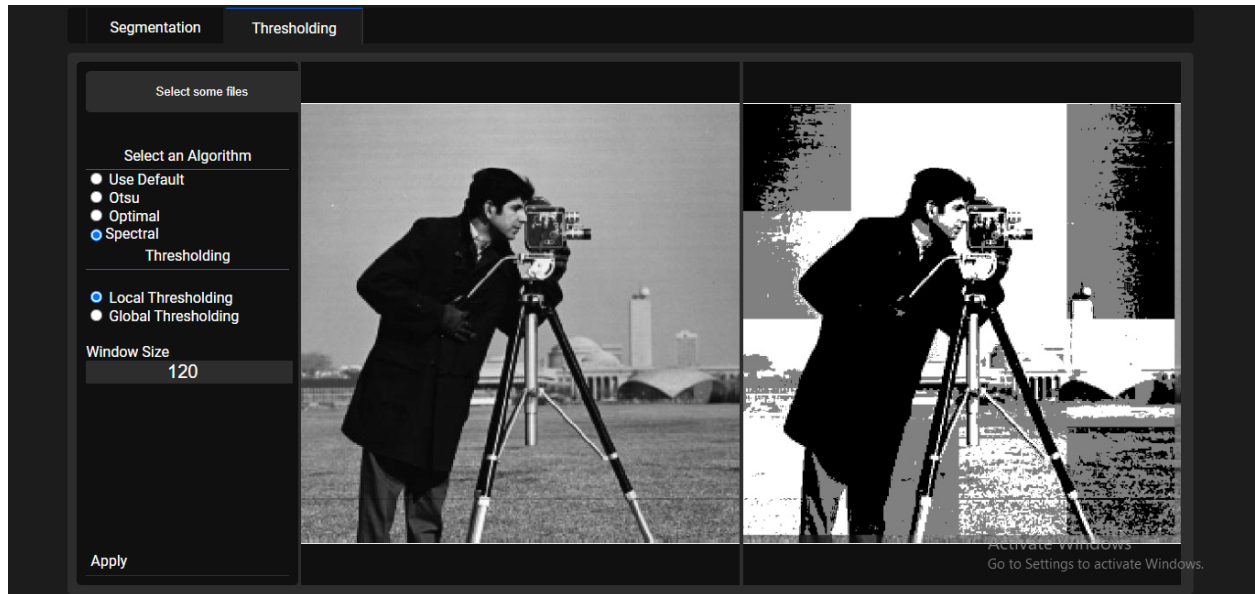 Segmentation
Thresholding
Select some files
Select an Algorithm
Use Default
Otsu
Optimal
Spectral
Thresholding
Local Thresholding
Global Thresholding
Window Size
120
Apply
Activate Windows
Go to Settings to activate Windows.